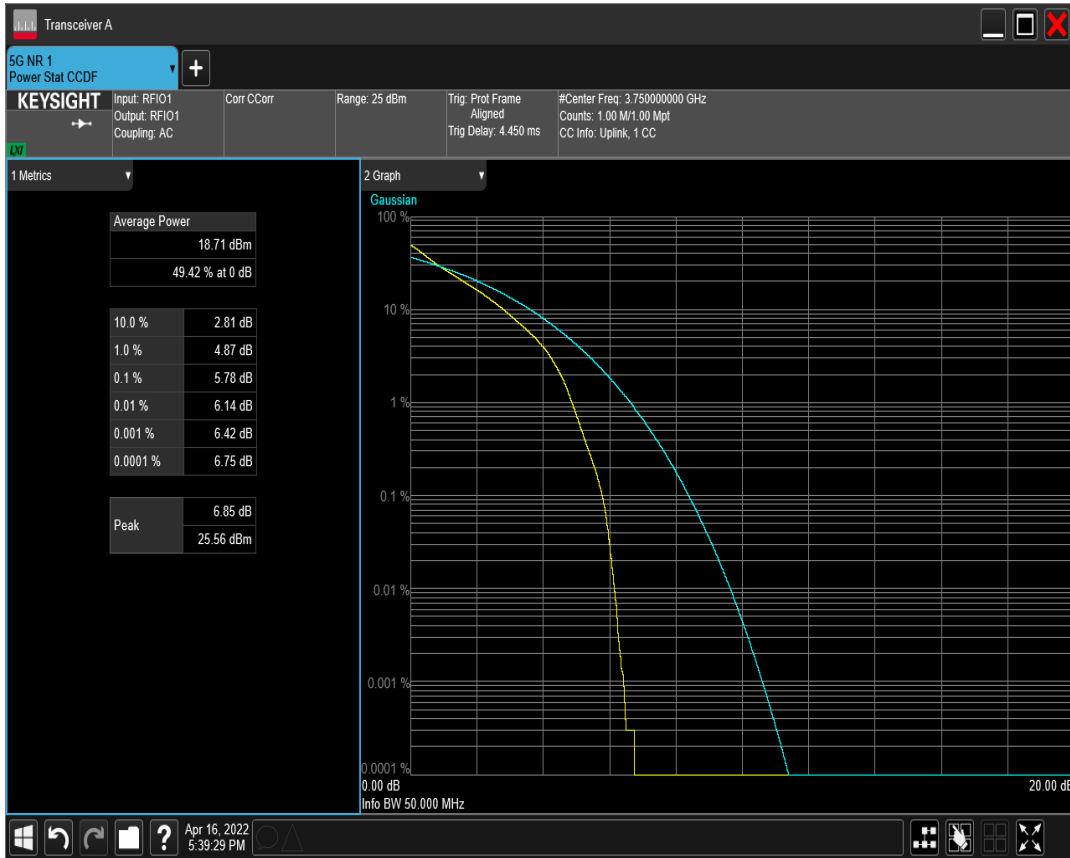 Transceiver A
5G NR 1
Power Stat CCDF
KEYSIGHT
LXI
Input: RFIO1
Output: RFIO1
Coupling: AC
Corr CCorr
Range: 25 dBm
Trig: Prot Frame
Aligned
Trig Delay: 4.450 ms
#Center Freq: 3.750000000 GHz
Counts: 1.00 M/1.00 Mpt
CC Info: Uplink, 1 CC
1 Metrics
Average Power
18.71 dBm
49.42 % at 0 dB
10.0 % 2.81 dB
1.0 % 4.87 dB
0.1 % 5.78 dB
0.01 % 6.14 dB
0.001 % 6.42 dB
0.0001 % 6.75 dB
Peak
6.85 dB
25.56 dBm
2 Graph
Gaussian
100 %
10 %
1 %
0.1 %
0.01 %
0.001 %
0.0001 %
0.00 dB 20.00 dB
Info BW 50.000 MHz
?
Apr 16, 2022
5:39:29 PM